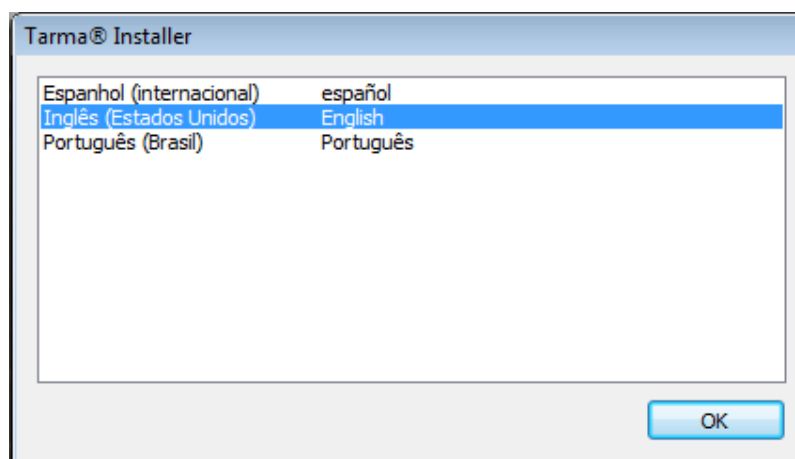 Tarma® Installer
Espanhol (internacional) español
Inglês (Estados Unidos) English
Português (Brasil) Português
OK